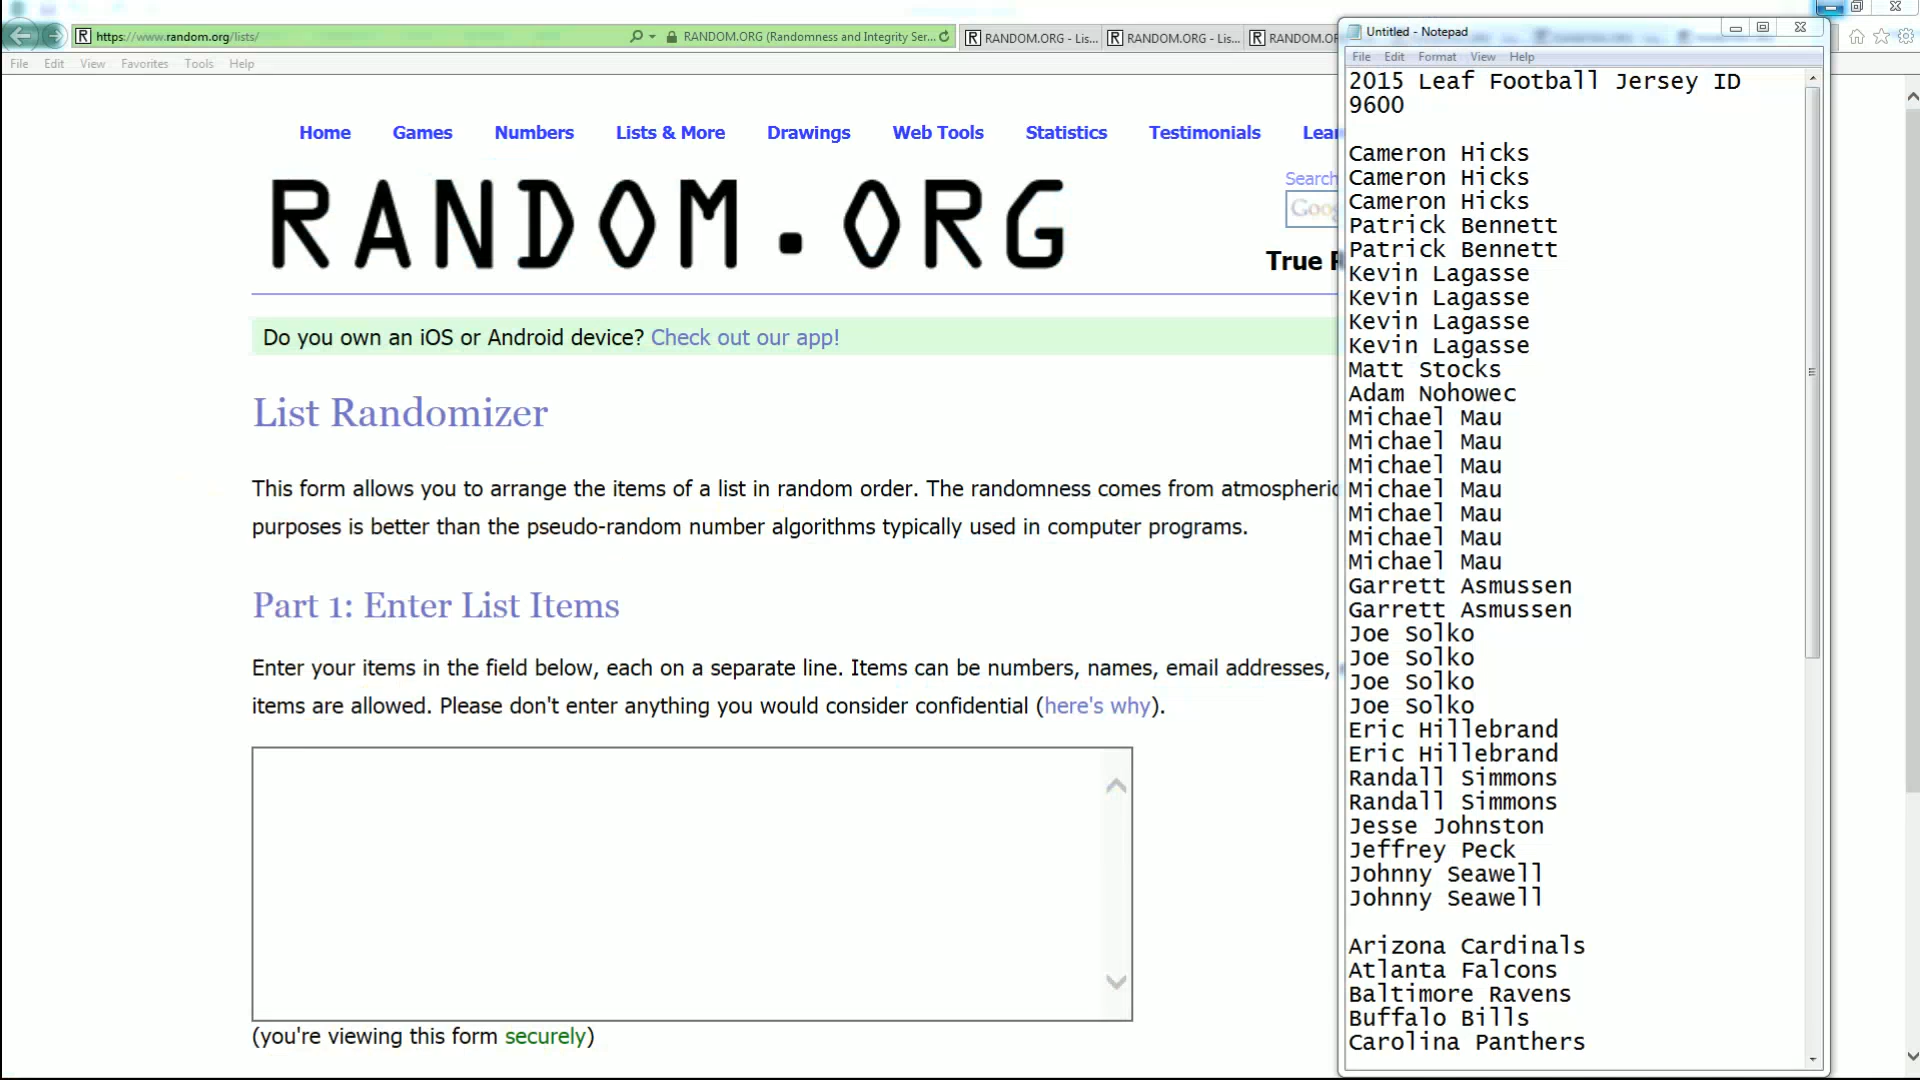 https://www.random.org/lists/
RANDOM.ORG (Randomness and Integrity Ser...
RANDOM.ORG - Lis...
RANDOM.ORG - Lis...
RANDOM.OR
File Edit View Favorites Tools Help
Home Games Numbers Lists & More Drawings Web Tools Statistics Testimonials Lear
RANDOM.ORG
Search
Goog
True R
Do you own an iOS or Android device? Check out our app!
List Randomizer
This form allows you to arrange the items of a list in random order. The randomness comes from atmospheric
purposes is better than the pseudo-random number algorithms typically used in computer programs.
Part 1: Enter List Items
Enter your items in the field below, each on a separate line. Items can be numbers, names, email addresses,
items are allowed. Please don't enter anything you would consider confidential (here's why).
(you're viewing this form securely)
Untitled - Notepad
File Edit Format View Help
2015 Leaf Football Jersey ID
9600
Cameron Hicks
Cameron Hicks
Cameron Hicks
Patrick Bennett
Patrick Bennett
Kevin Lagasse
Kevin Lagasse
Kevin Lagasse
Kevin Lagasse
Matt Stocks
Adam Nohowec
Michael Mau
Michael Mau
Michael Mau
Michael Mau
Michael Mau
Michael Mau
Michael Mau
Garrett Asmussen
Garrett Asmussen
Joe Solko
Joe Solko
Joe Solko
Joe Solko
Eric Hillebrand
Eric Hillebrand
Randall Simmons
Randall Simmons
Jesse Johnston
Jeffrey Peck
Johnny Seawell
Johnny Seawell
Arizona Cardinals
Atlanta Falcons
Baltimore Ravens
Buffalo Bills
Carolina Panthers